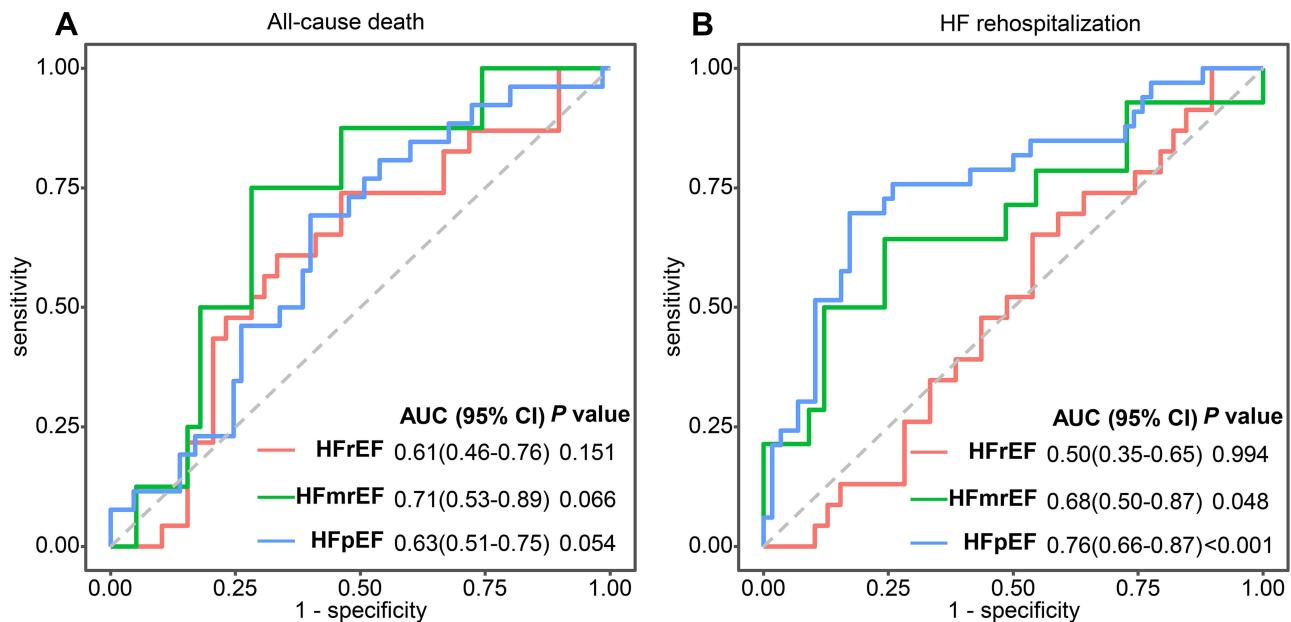 A All-cause death
1.00
0.75
0.50
0.25
0.00
sensitivity
AUC (95% CI) P value
HFrEF 0.61(0.46-0.76) 0.151
HFmrEF 0.71(0.53-0.89) 0.066
HFpEF 0.63(0.51-0.75) 0.054
0.00 0.25 0.50 0.75 1.00
1 - specificity
B HF rehospitalization
1.00
0.75
0.50
0.25
0.00
sensitivity
AUC (95% CI) P value
HFrEF 0.50(0.35-0.65) 0.994
HFmrEF 0.68(0.50-0.87) 0.048
HFpEF 0.76(0.66-0.87)<0.001
0.00 0.25 0.50 0.75 1.00
1 - specificity